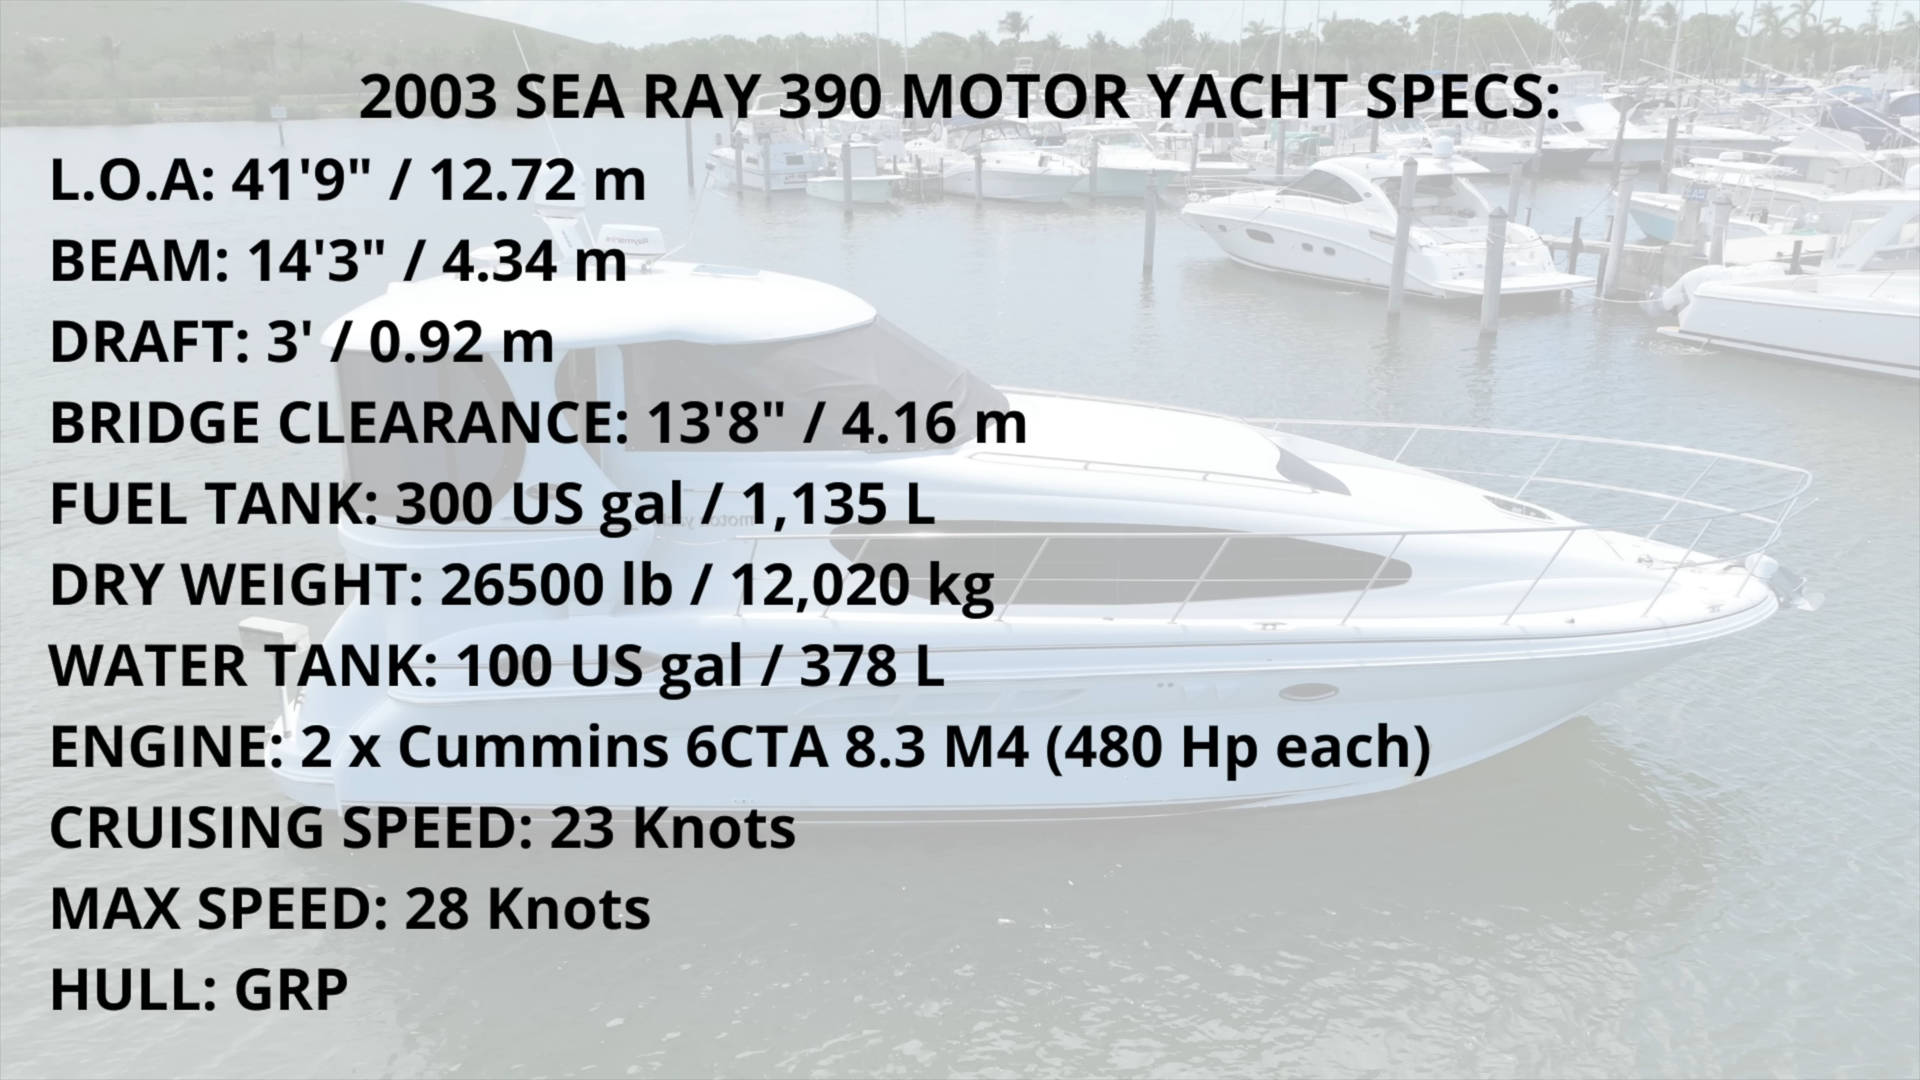 2003 SEA RAY 390 MOTOR YACHT SPECS:
L.O.A: 41'9" / 12.72 m
BEAM: 14'3" / 4.34 m
DRAFT: 3' / 0.92 m
BRIDGE CLEARANCE: 13'8" / 4.16 m
FUEL TANK: 300 US gal / 1,135 L
DRY WEIGHT: 26500 lb / 12,020 kg
WATER TANK: 100 US gal / 378 L
ENGINE: 2 x Cummins 6CTA 8.3 M4 (480 Hp each)
CRUISING SPEED: 23 Knots
MAX SPEED: 28 Knots
HULL: GRP